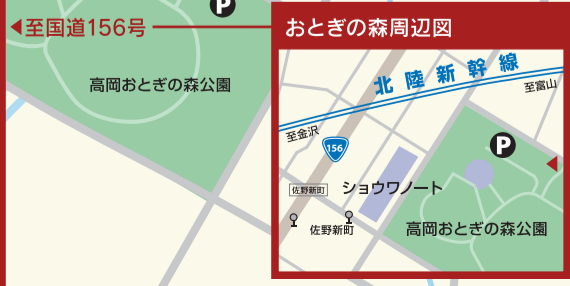 P
至国道156号
高岡おとぎの森公園
おとぎの森周辺図
北陸新幹線
至富山
至金沢
156
P
佐野新町
ショウワノート
佐野新町
高岡おとぎの森公園